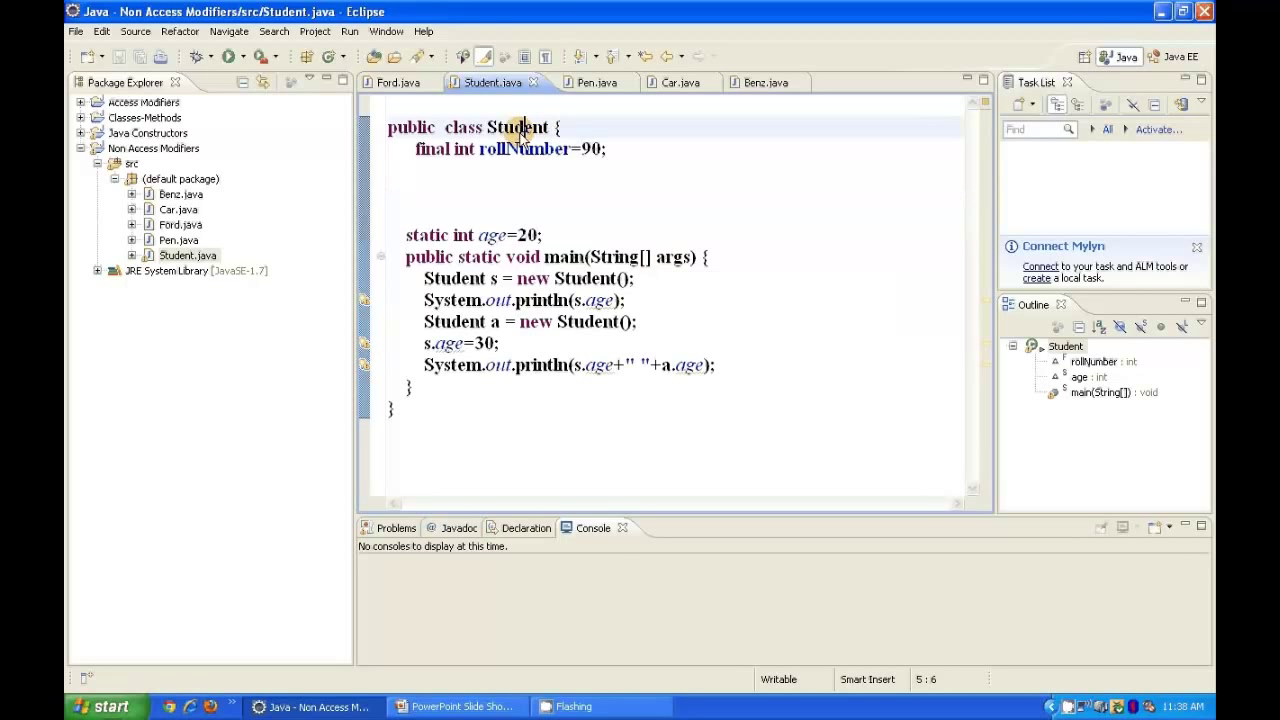 Java - Non Access Modifiers/src/Student.java - Eclipse
File Edit Source Refactor Navigate Search Project Run Window Help
Java Java EE
Package Explorer
Access Modifiers
Classes-Methods
Java Constructors
Non Access Modifiers
src
(default package)
Benz.java
Car.java
Ford.java
Pen.java
Student.java
JRE System Library [JavaSE-1.7]
Ford.java Student.java Pen.java Car.java Benz.java
public class Student {
final int rollNumber=90;
static int age=20;
public static void main(String[] args) {
Student s = new Student();
System.out.println(s.age);
Student a = new Student();
s.age=30;
System.out.println(s.age+" "+a.age);
}
}
Task List
Find All Activate...
Connect Mylyn
Connect to your task and ALM tools or
create a local task.
Outline
Student
rollNumber : int
age : int
main(String[]) : void
Problems @ Javadoc Declaration Console
No consoles to display at this time.
Writable Smart Insert 5 : 6
start Java - Non Access M... PowerPoint Slide Sho... Flashing 11:38 AM